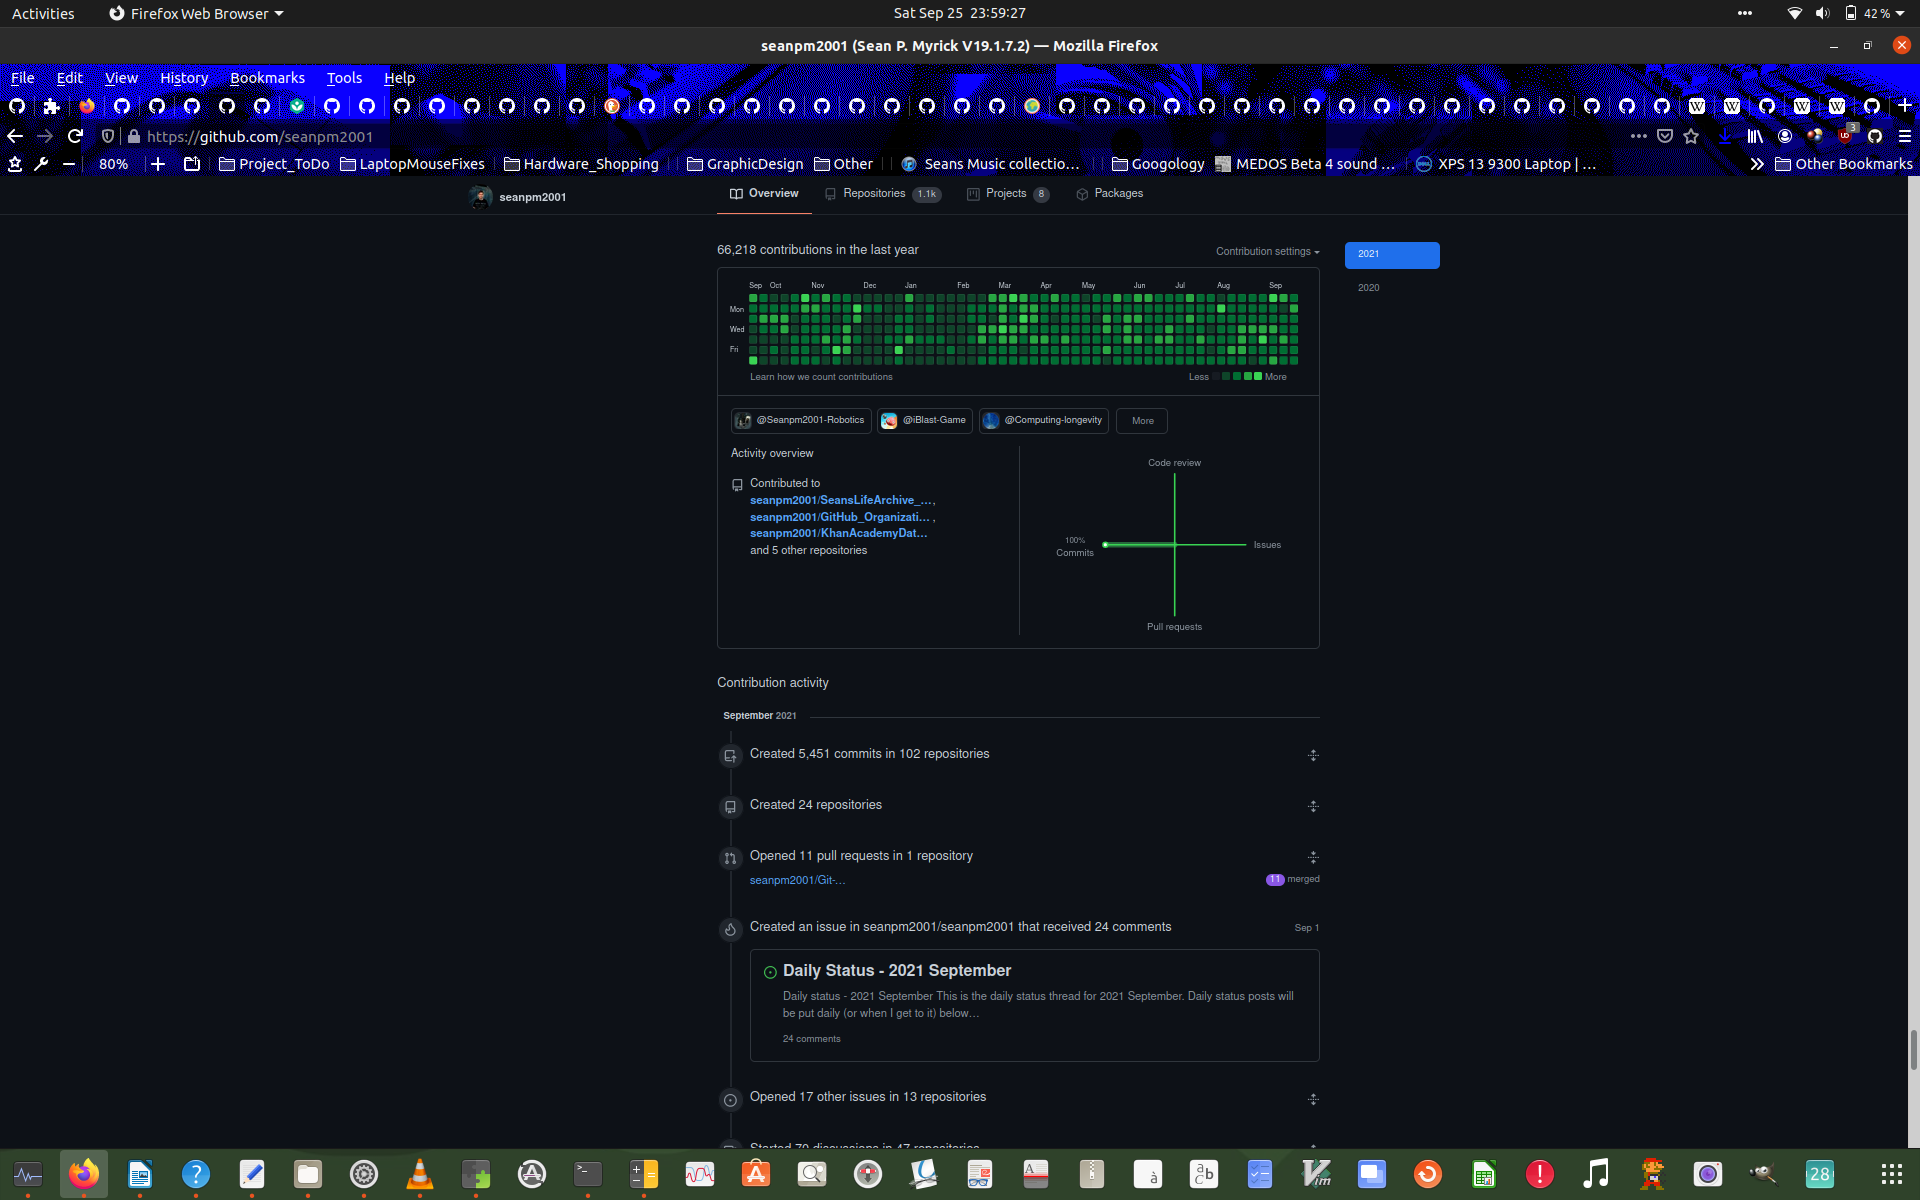 Activities
Firefox Web Browser
Sat Sep 25 23:59:27
42 %
seanpm2001 (Sean P. Myrick V19.1.7.2) — Mozilla Firefox
File Edit View History Bookmarks Tools Help
https://github.com/seanpm2001
3
80%
Project_ToDo
LaptopMouseFixes
Hardware_Shopping
GraphicDesign
Other
Seans Music collectio…
Googology
MEDOS Beta 4 sound …
XPS 13 9300 Laptop | …
Other Bookmarks
seanpm2001
Overview
Repositories 1.1k
Projects 8
Packages
66,218 contributions in the last year
Contribution settings
2021
2020
Sep Oct Nov Dec Jan Feb Mar Apr May Jun Jul Aug Sep
Mon
Wed
Fri
Learn how we count contributions
Less More
@Seanpm2001-Robotics
@iBlast-Game
@Computing-longevity
More
Activity overview
Contributed to
seanpm2001/SeansLifeArchive_…,
seanpm2001/GitHub_Organizati… ,
seanpm2001/KhanAcademyDat…
and 5 other repositories
Code review
100%
Commits
Issues
Pull requests
Contribution activity
September 2021
Created 5,451 commits in 102 repositories
Created 24 repositories
Opened 11 pull requests in 1 repository
seanpm2001/Git-…
11 merged
Created an issue in seanpm2001/seanpm2001 that received 24 comments
Sep 1
Daily Status - 2021 September
Daily status - 2021 September This is the daily status thread for 2021 September. Daily status posts will
be put daily (or when I get to it) below…
24 comments
Opened 17 other issues in 13 repositories
Started 70 discussions in 47 repositories
28